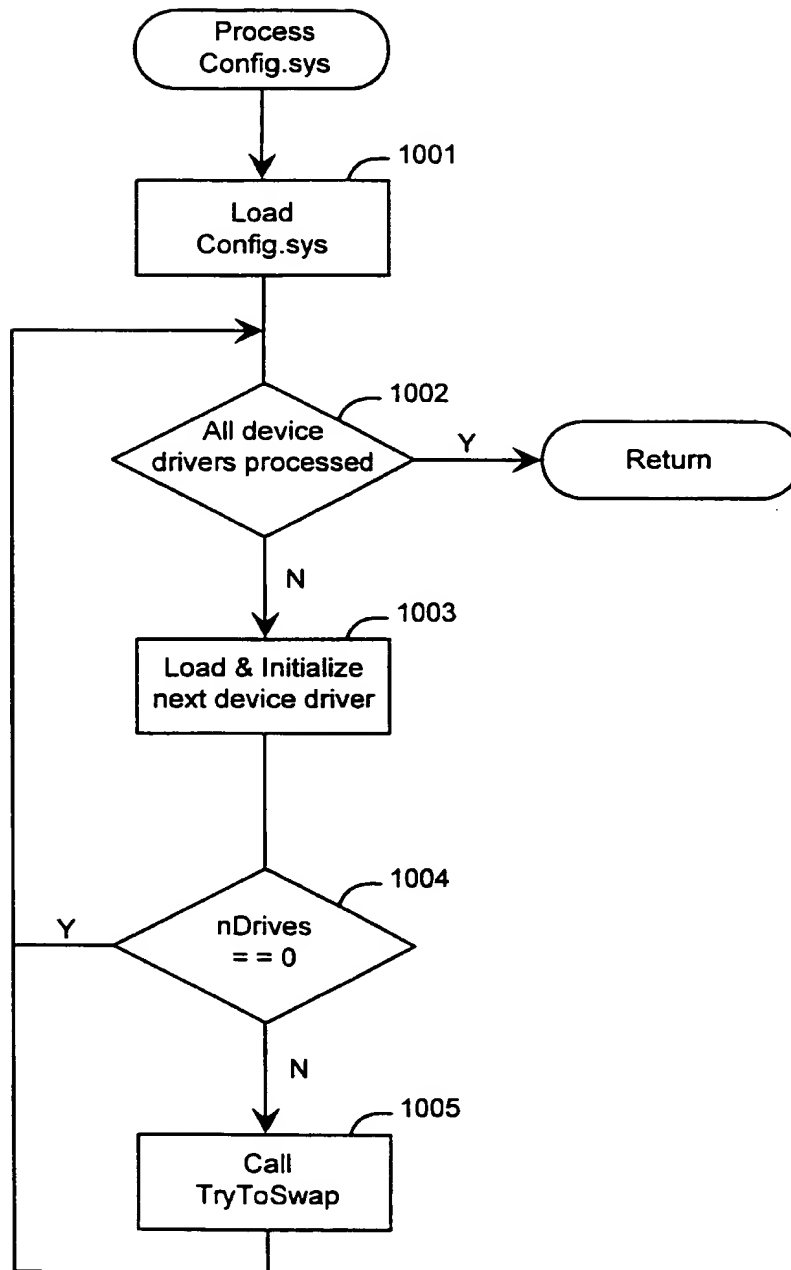 Process
Config.sys
1001
Load
Config.sys
1002
All device
drivers processed
Y
Return
N
1003
Load & Initialize
next device driver
1004
nDrives
= = 0
Y
N
1005
Call
TryToSwap